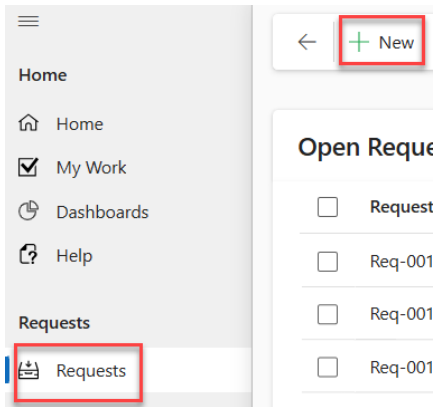 Home
Home
My Work
Dashboards
Help
Requests
Requests
New
Open Reque
Request
Req-001
Req-001
Req-001